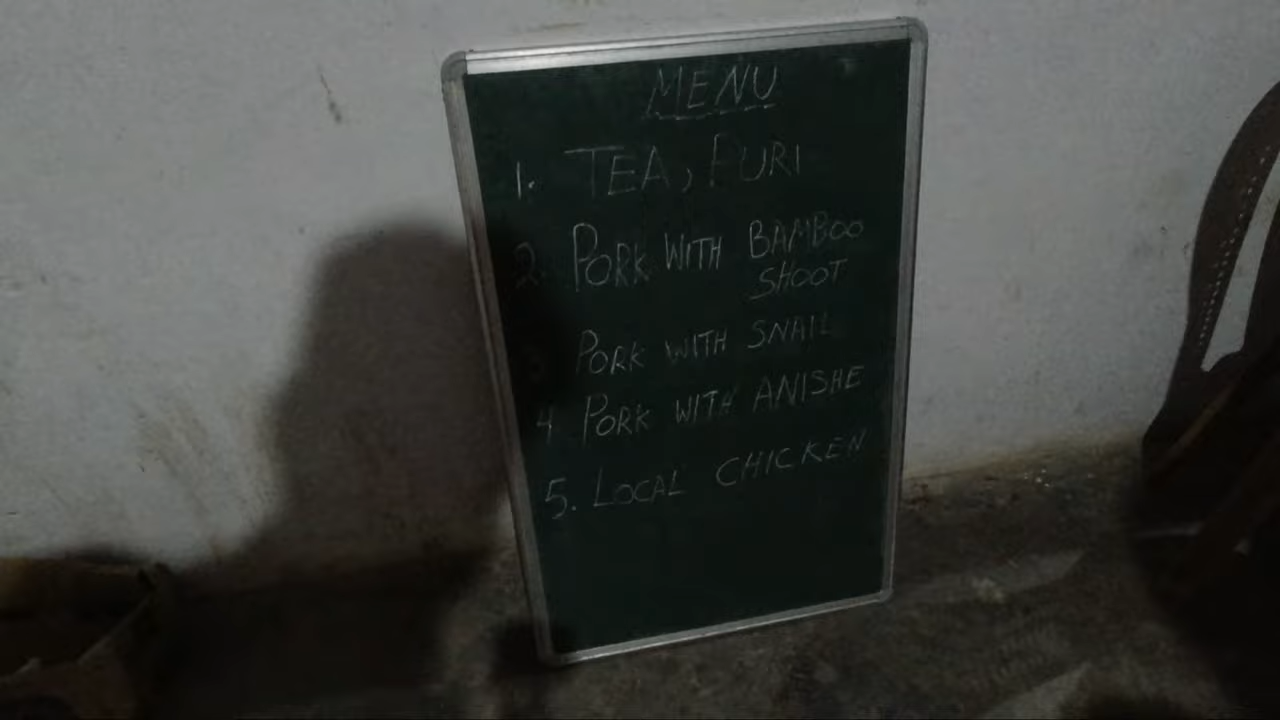 MENU
1. TEA, PURI
2. PORK WITH BAMBOO
SHOOT
PORK WITH SNAIL
4 PORK WITH ANISHE
5. LOCAL CHICKEN